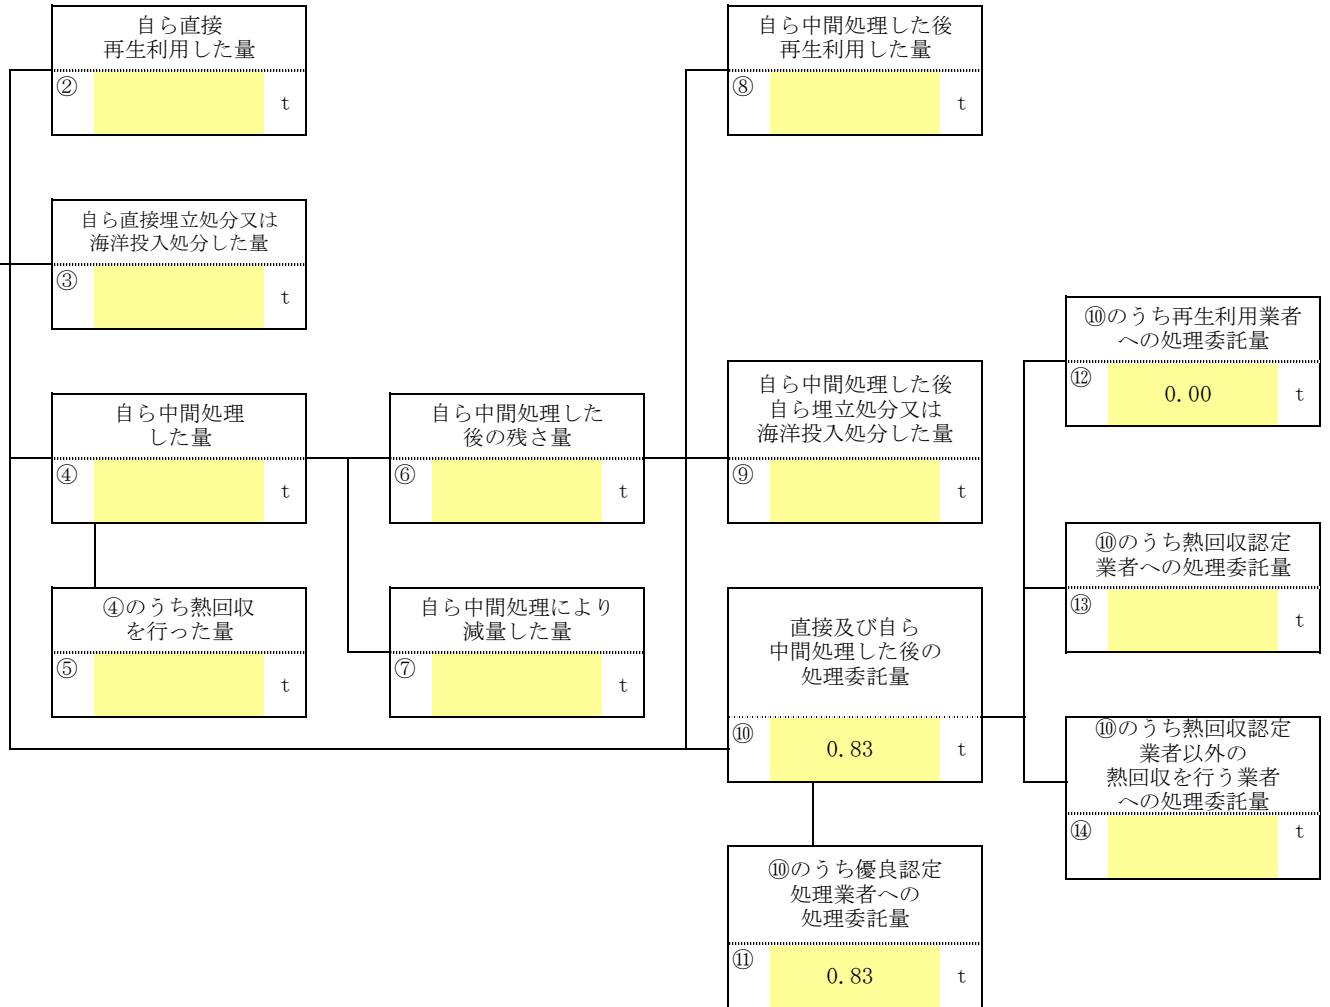 自ら直接
再生利用した量
②
t
自ら中間処理した後
再生利用した量
⑧
t
自ら直接埋立処分又は
海洋投入処分した量
③
t
⑩のうち再生利用業者
への処理委託量
⑫
0.00 t
自ら中間処理
した量
④
t
自ら中間処理した
後の残さ量
⑥
t
自ら中間処理した後
自ら埋立処分又は
海洋投入処分した量
⑨
t
⑩のうち熱回収認定
業者への処理委託量
⑬
t
④のうち熱回収
を行った量
⑤
t
自ら中間処理により
減量した量
⑦
t
直接及び自ら
中間処理した後の
処理委託量
⑩
0.83 t
⑩のうち熱回収認定
業者以外の
熱回収を行う業者
への処理委託量
⑭
t
⑩のうち優良認定
処理業者への
処理委託量
⑪
0.83 t